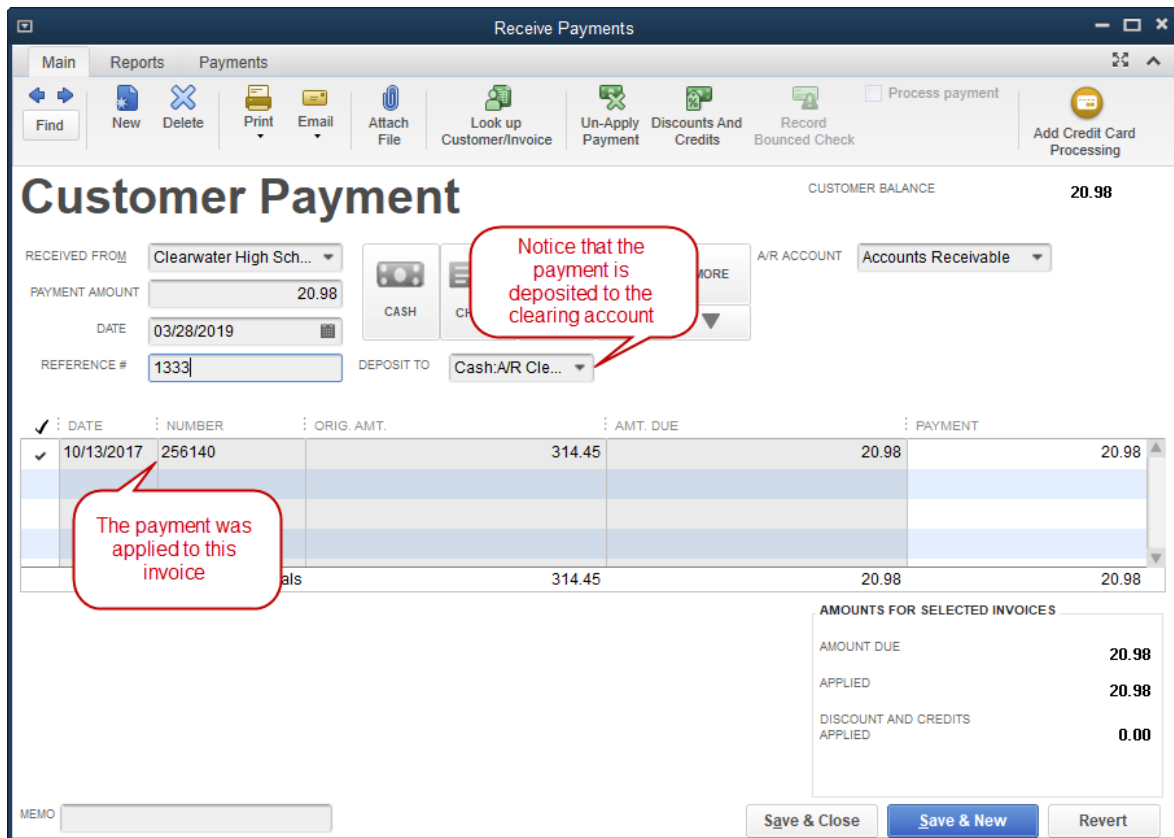 Receive Payments
Main Reports Payments
Find
New
Delete
Print
Email
Attach
File
Look up
Customer/Invoice
Un-Apply
Payment
Discounts And
Credits
Record
Bounced Check
Process payment
Add Credit Card
Processing
Customer Payment
CUSTOMER BALANCE 20.98
RECEIVED FROM Clearwater High Sch...
PAYMENT AMOUNT 20.98
DATE 03/28/2019
REFERENCE # 1333
CASH
Notice that the
payment is
deposited to the
clearing account
A/R ACCOUNT Accounts Receivable
DEPOSIT TO Cash:A/R Cle...
DATE NUMBER ORIG. AMT. AMT. DUE PAYMENT
10/13/2017 256140 314.45 20.98 20.98
The payment was
applied to this
invoice
314.45 20.98 20.98
AMOUNTS FOR SELECTED INVOICES
AMOUNT DUE 20.98
APPLIED 20.98
DISCOUNT AND CREDITS
APPLIED 0.00
MEMO
Save & Close Save & New Revert